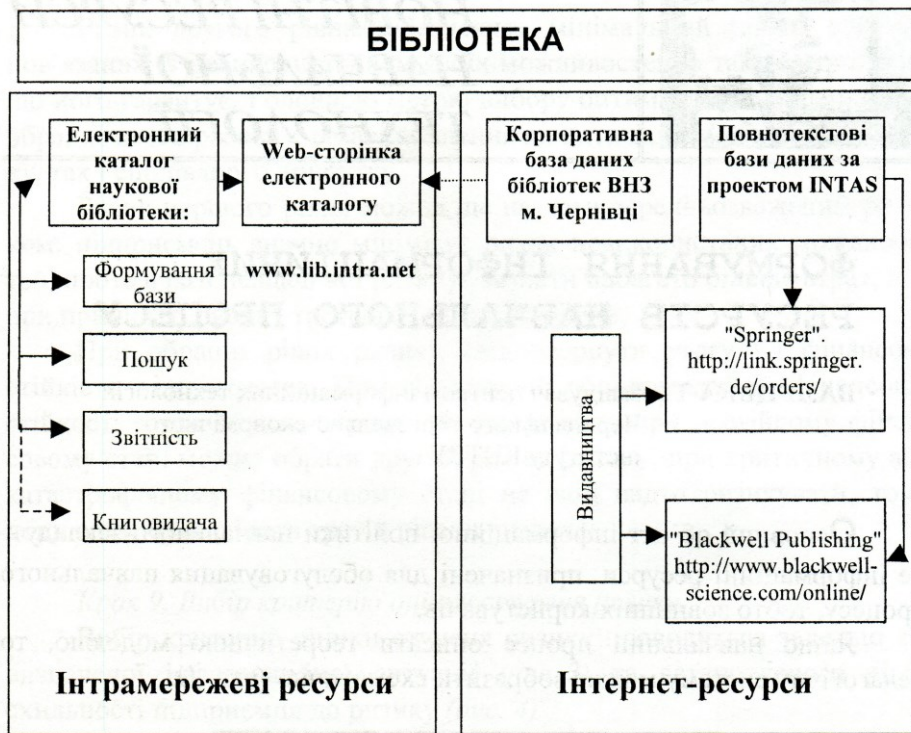 БІБЛІОТЕКА
Електронний
каталог
наукової
бібліотеки:
Web-сторінка
електронного
каталогу
www.lib.intra.net
Формування
бази
Пошук
Звітність
Книговидача
Інтрамережеві ресурси
Корпоративна
база даних
бібліотек ВНЗ
м. Чернівці
Повнотекстові
бази даних за
проектом INTAS
Видавництва
"Springer"
http://link.springer.
de/orders/
"Blackwell Publishing"
http://www.blackwell-
science.com/online/
Інтернет-ресурси